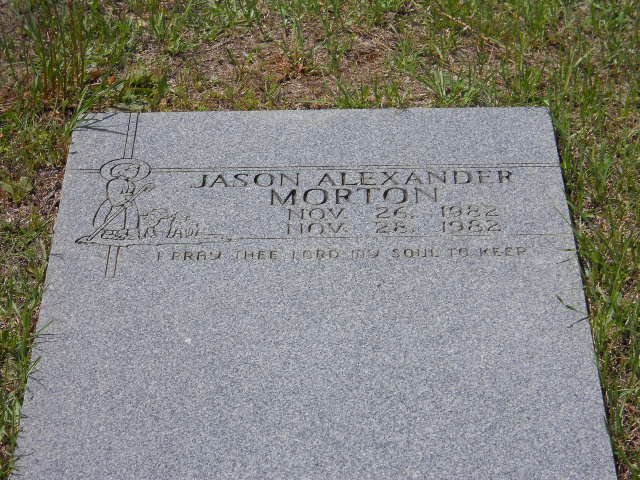 JASON ALEXANDER
MORTON
NOV. 26, 1982
NOV. 28, 1982
I PRAY THEE LORD MY SOUL TO KEEP